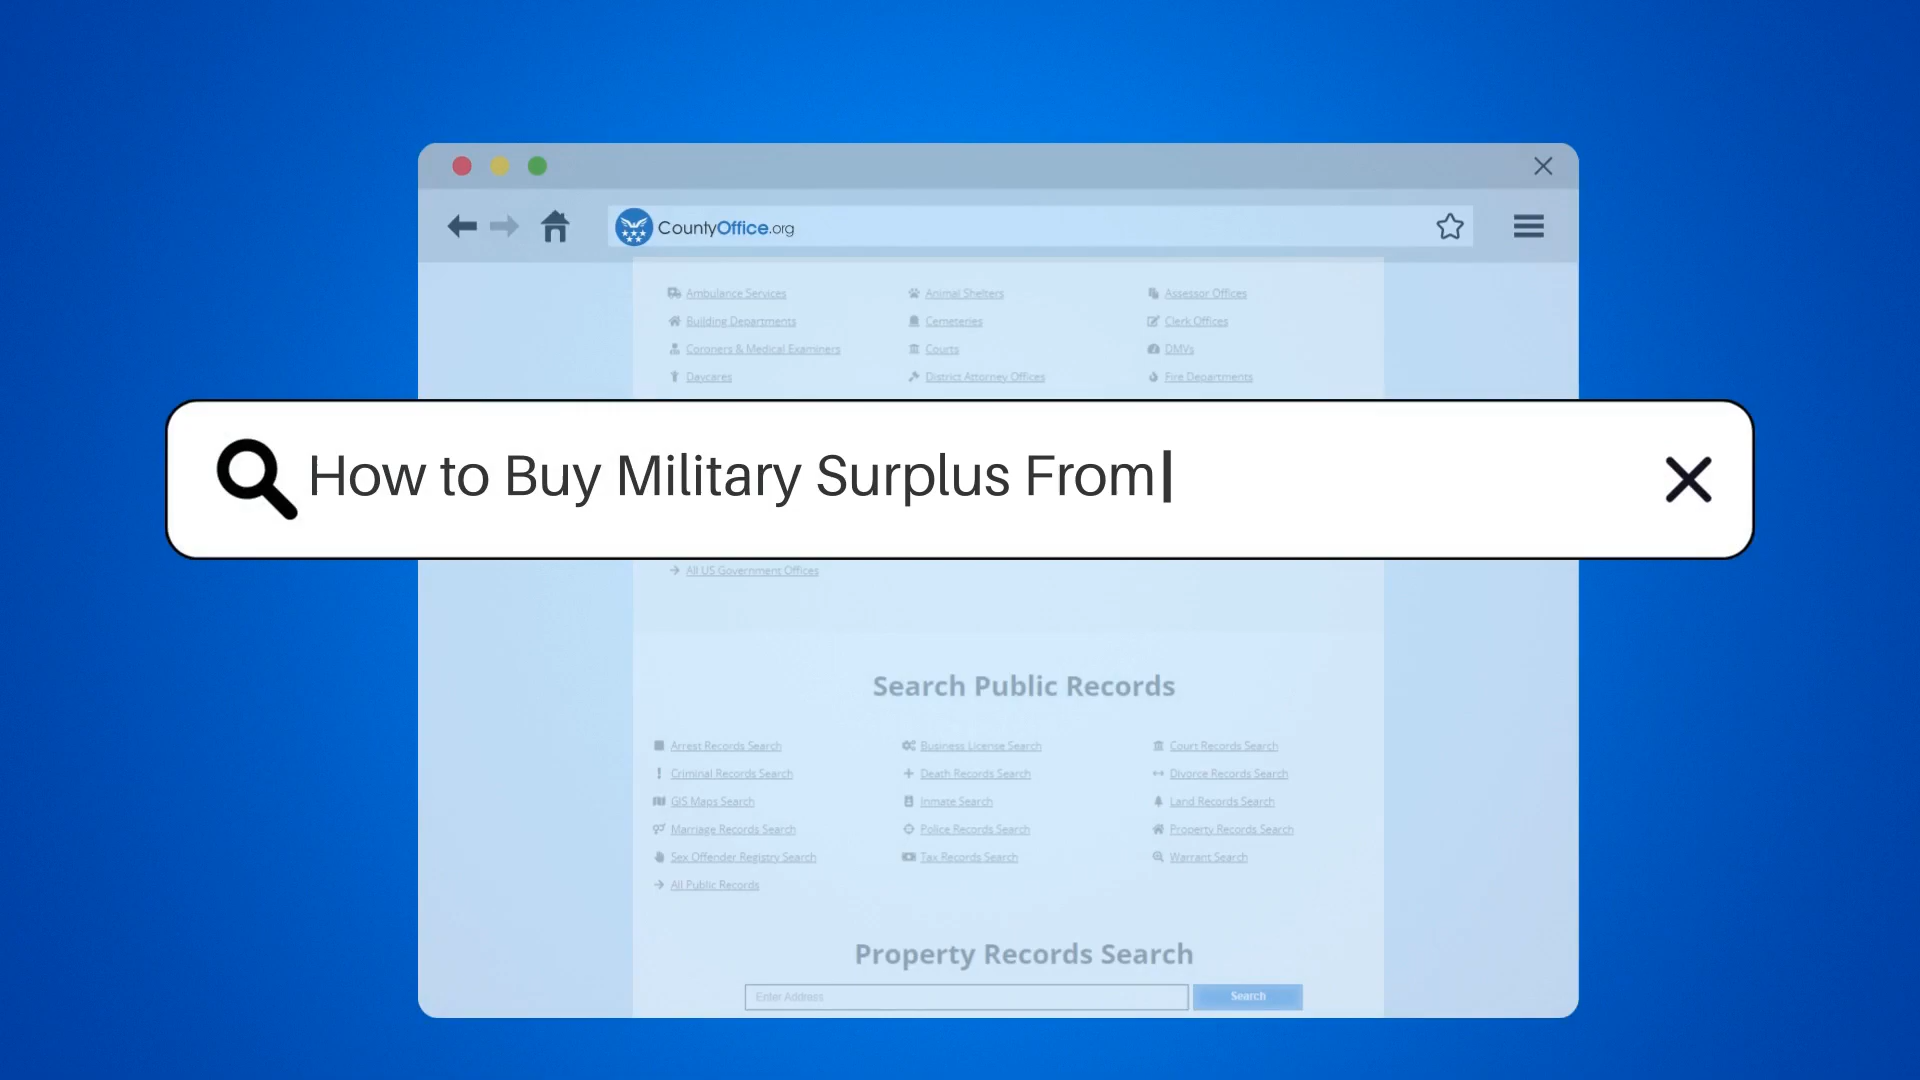 CountyOffice.org
Ambulance Services Animal Shelters Assessor Offices
Building Departments Cemeteries Clerk Offices
Coroners & Medical Examiners Courts DMVs
Daycares District Attorney Offices Fire Departments
How to Buy Military Surplus From
All US Government Offices
Search Public Records
Arrest Records Search Business License Search Court Records Search
Criminal Records Search Death Records Search Divorce Records Search
GIS Maps Search Inmate Search Land Records Search
Marriage Records Search Police Records Search Property Records Search
Sex Offender Registry Search Tax Records Search Warrant Search
All Public Records
Property Records Search
Enter Address Search